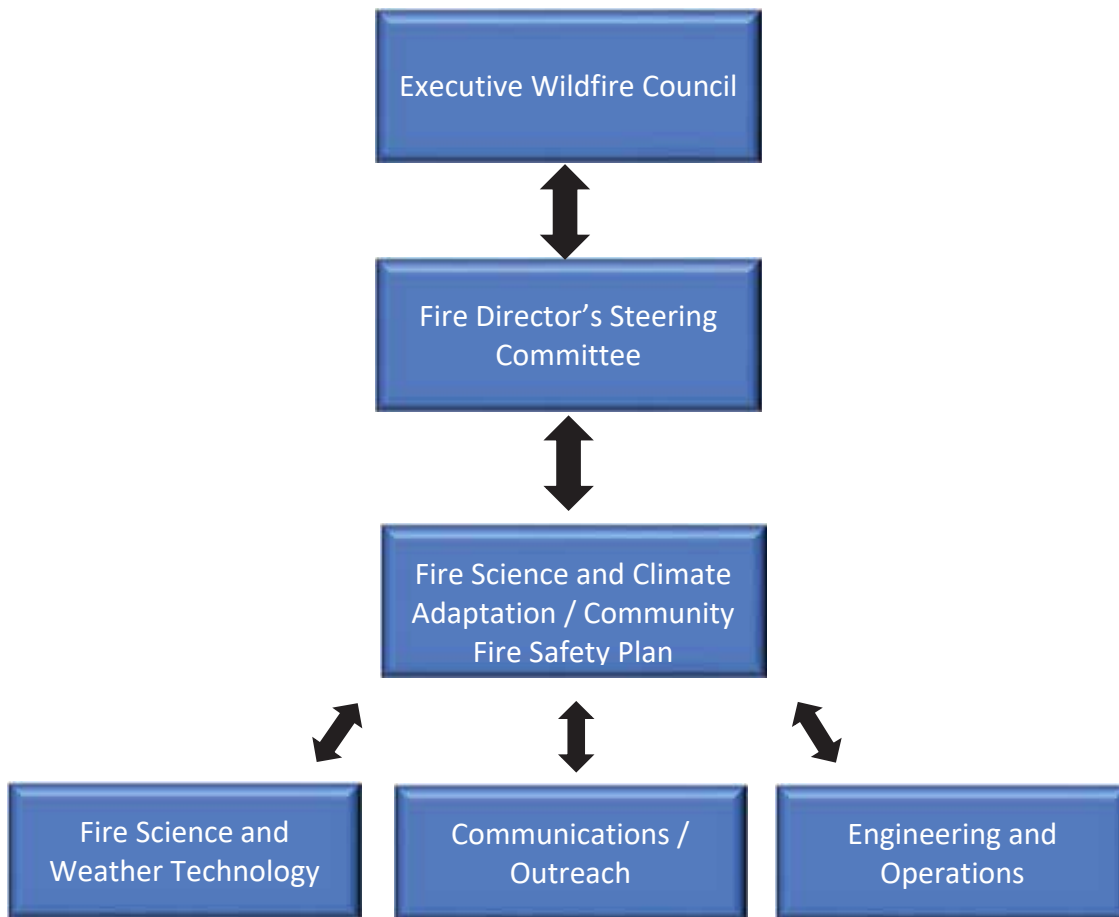 Executive Wildfire Council
Fire Director’s Steering
Committee
Fire Science and Climate
Adaptation / Community
Fire Safety Plan
Fire Science and
Weather Technology
Communications /
Outreach
Engineering and
Operations